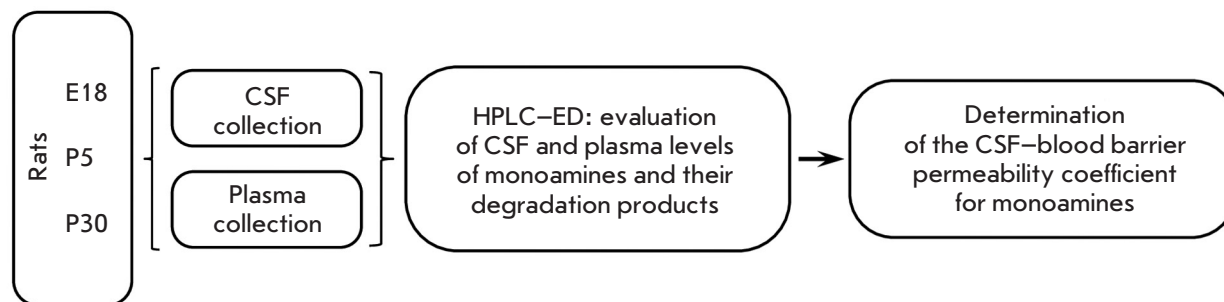 Rats
E18
P5
P30
CSF
collection
Plasma
collection
HPLC–ED: evaluation
of CSF and plasma levels
of monoamines and their
degradation products
Determination
of the CSF–blood barrier
permeability coefficient
for monoamines